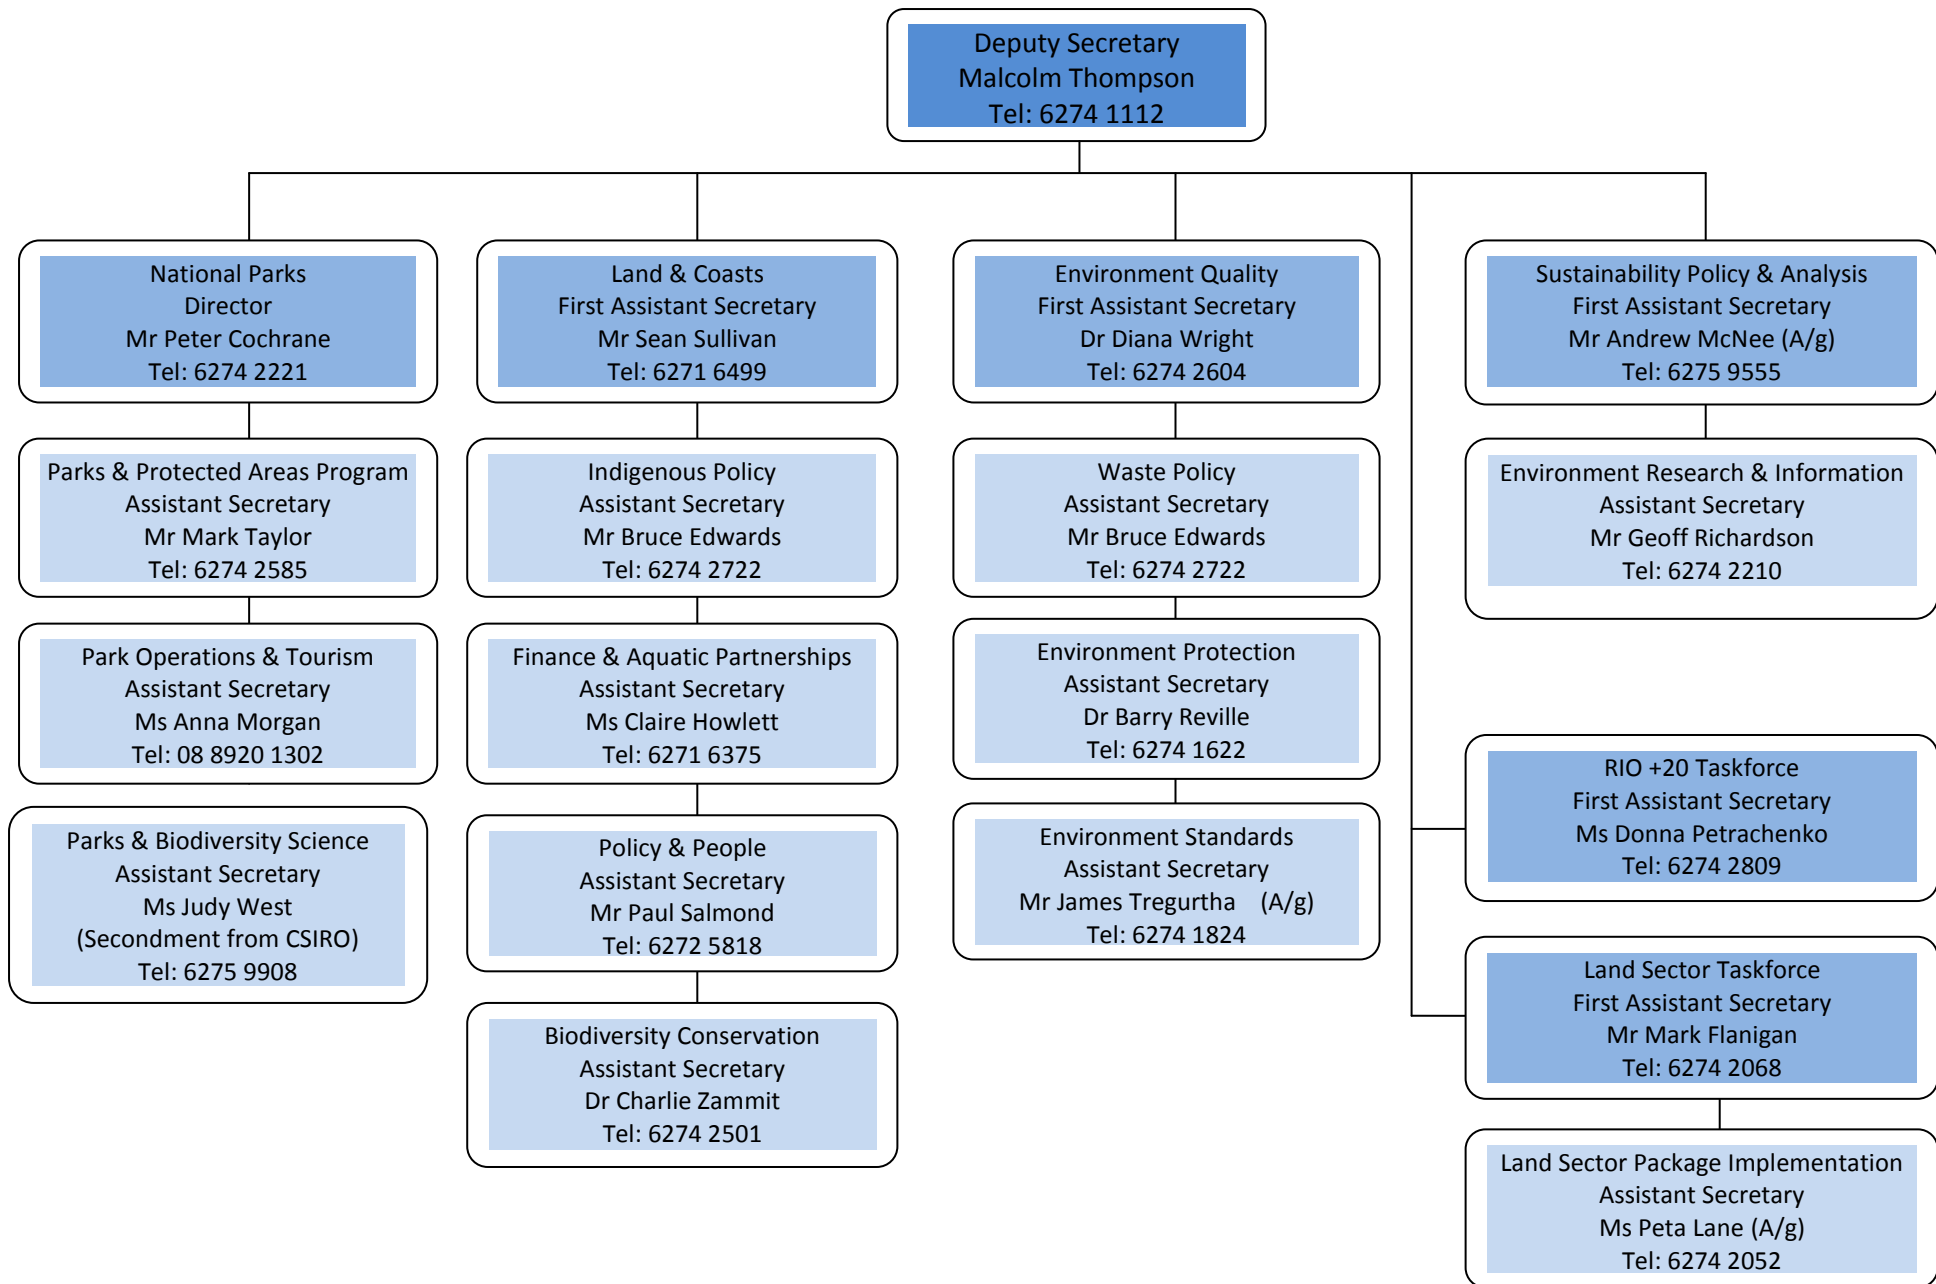 Deputy Secretary
Malcolm Thompson
Tel: 6274 1112
National Parks
Director
Mr Peter Cochrane
Tel: 6274 2221
Parks & Protected Areas Program
Assistant Secretary
Mr Mark Taylor
Tel: 6274 2585
Park Operations & Tourism
Assistant Secretary
Ms Anna Morgan
Tel: 08 8920 1302
Parks & Biodiversity Science
Assistant Secretary
Ms Judy West
(Secondment from CSIRO)
Tel: 6275 9908
Land & Coasts
First Assistant Secretary
Mr Sean Sullivan
Tel: 6271 6499
Indigenous Policy
Assistant Secretary
Mr Bruce Edwards
Tel: 6274 2722
Finance & Aquatic Partnerships
Assistant Secretary
Ms Claire Howlett
Tel: 6271 6375
Policy & People
Assistant Secretary
Mr Paul Salmond
Tel: 6272 5818
Biodiversity Conservation
Assistant Secretary
Dr Charlie Zammit
Tel: 6274 2501
Environment Quality
First Assistant Secretary
Dr Diana Wright
Tel: 6274 2604
Waste Policy
Assistant Secretary
Mr Bruce Edwards
Tel: 6274 2722
Environment Protection
Assistant Secretary
Dr Barry Reville
Tel: 6274 1622
Environment Standards
Assistant Secretary
Mr James Tregurtha (A/g)
Tel: 6274 1824
Sustainability Policy & Analysis
First Assistant Secretary
Mr Andrew McNee (A/g)
Tel: 6275 9555
Environment Research & Information
Assistant Secretary
Mr Geoff Richardson
Tel: 6274 2210
RIO +20 Taskforce
First Assistant Secretary
Ms Donna Petrachenko
Tel: 6274 2809
Land Sector Taskforce
First Assistant Secretary
Mr Mark Flanigan
Tel: 6274 2068
Land Sector Package Implementation
Assistant Secretary
Ms Peta Lane (A/g)
Tel: 6274 2052